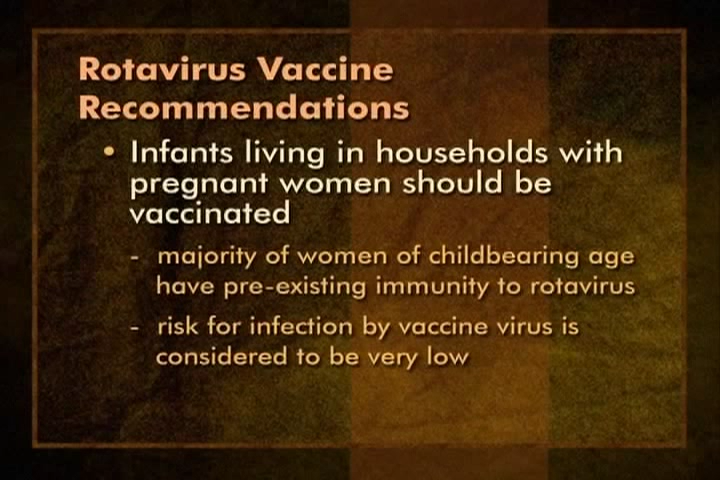 Rotavirus Vaccine
Recommendations
• Infants living in households with
pregnant women should be
vaccinated
- majority of women of childbearing age
have pre-existing immunity to rotavirus
- risk for infection by vaccine virus is
considered to be very low